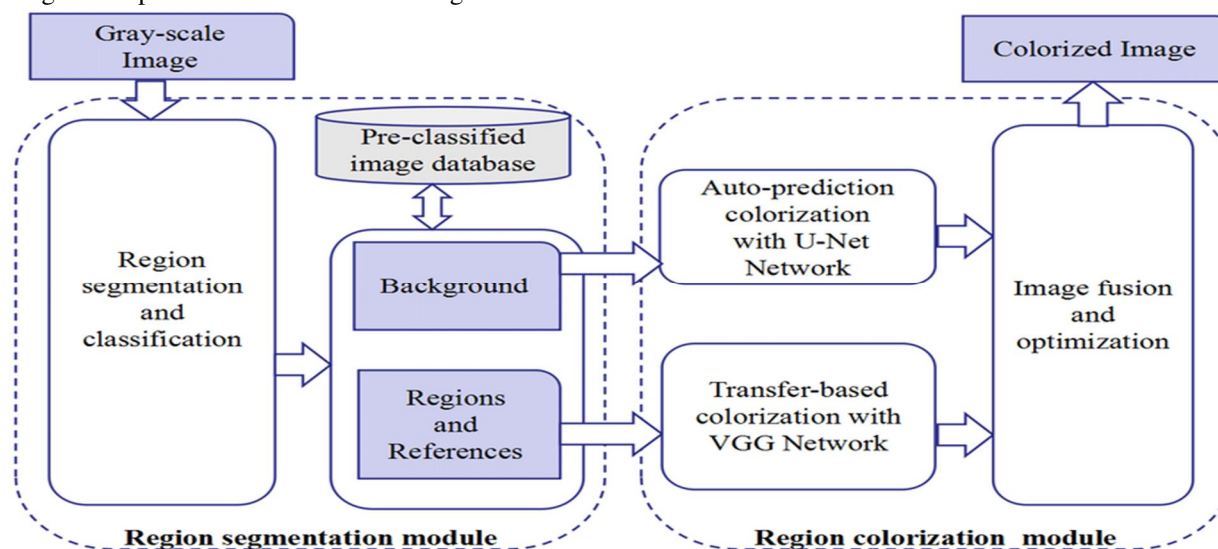 Gray-scale
Image
Colorized Image
Pre-classified
image database
Region
segmentation
and
classification
Background
Regions
and
References
Auto-prediction
colorization
with U-Net
Network
Transfer-based
colorization with
VGG Network
Image fusion
and
optimization
Region segmentation module
Region colorization module